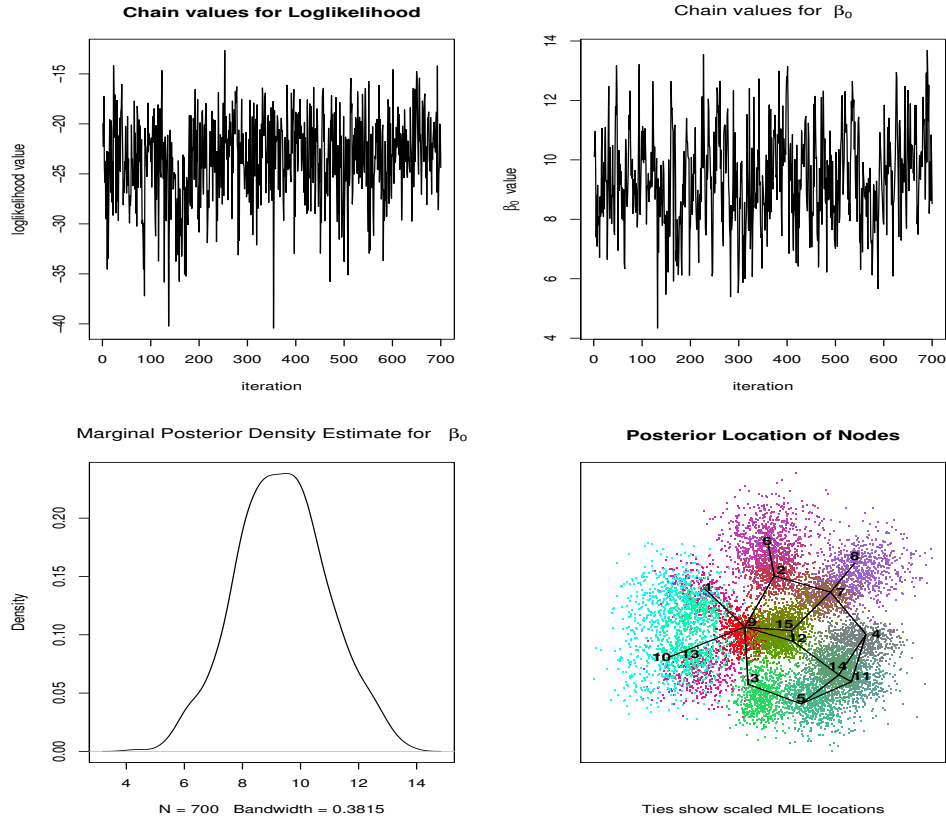 Chain values for Loglikelihood
loglikelihood value
-15
-20
-25
-30
-35
-40
0 100 200 300 400 500 600 700
iteration
Chain values for β₀
β₀ value
14
12
10
8
6
4
0 100 200 300 400 500 600 700
iteration
Marginal Posterior Density Estimate for β₀
Density
0.20
0.15
0.10
0.05
0.00
4 6 8 10 12 14
N = 700 Bandwidth = 0.3815
Posterior Location of Nodes
6
8
2
1
7
9
15
12
4
13
10
14
3
11
5
Ties show scaled MLE locations